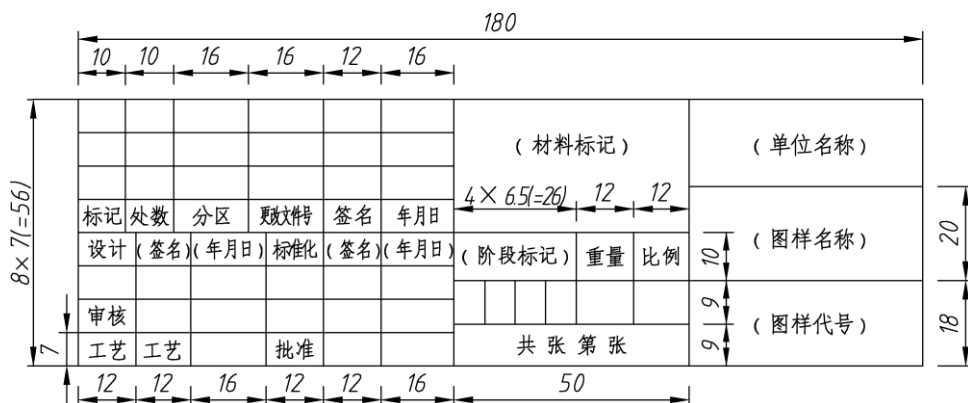 180
10 10 16 16 12 16
(材料标记) (单位名称)
4×6.5(=26) 12 12
标记 处数 分区 更改文件号 签名 年月日
8×7(=56)
设计 (签名) (年月日) 标准化 (签名) (年月日) (阶段标记) 重量 比例 10 (图样名称) 20
审核 9 (图样代号) 18
7 工艺 工艺 批准 共 张 第 张 9
12 12 16 12 12 16 50